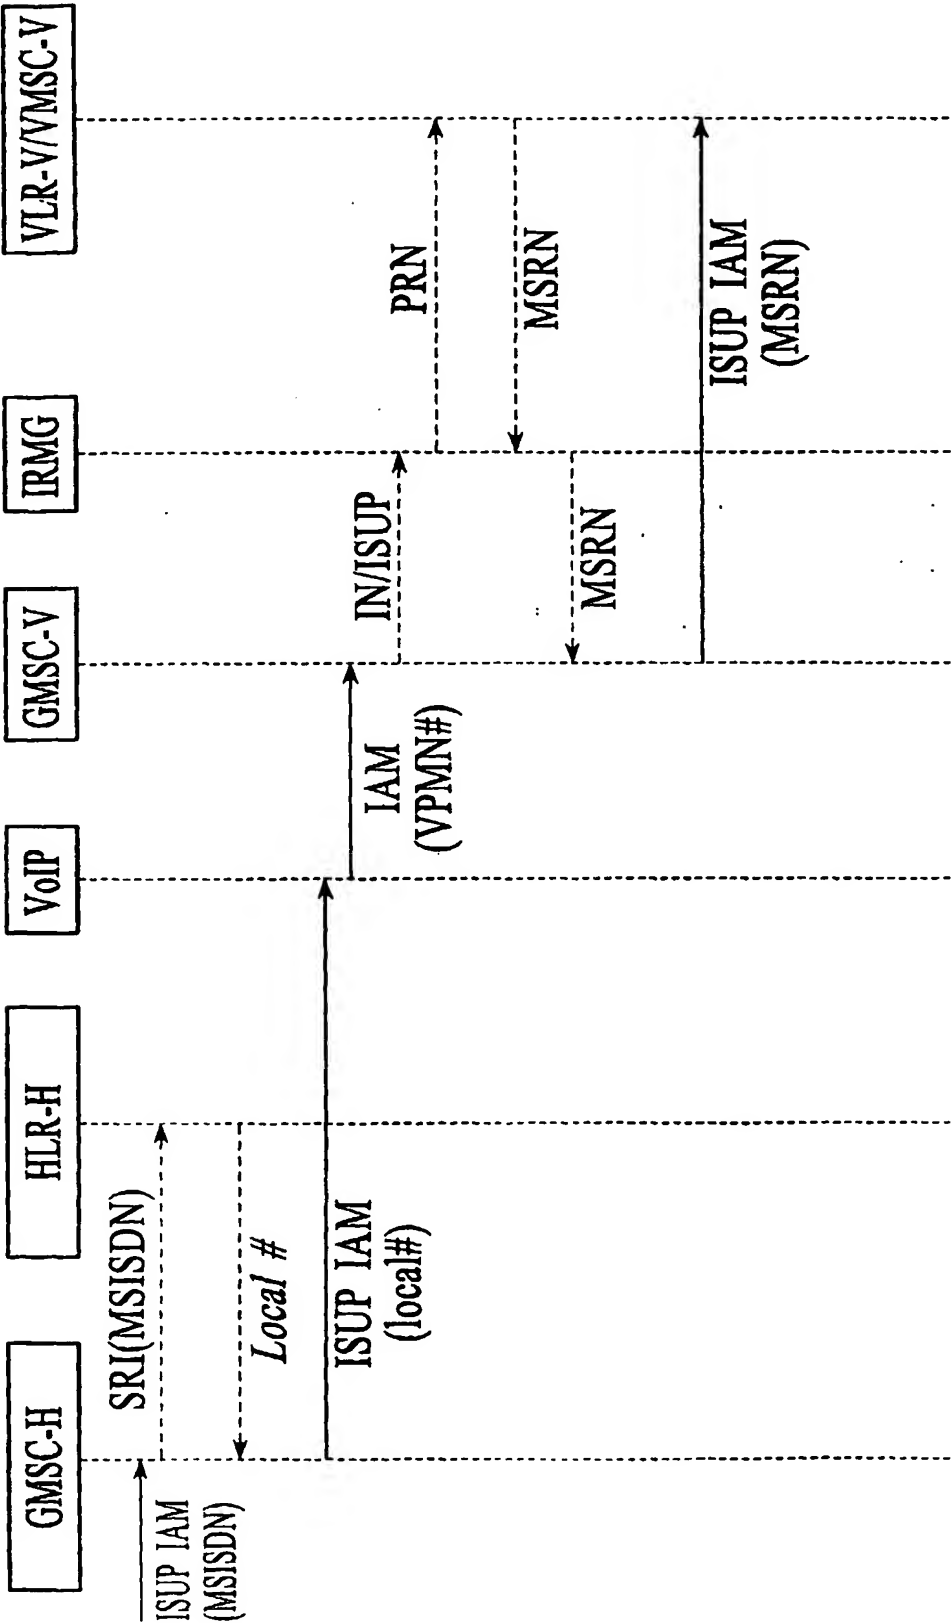 GMSC-H
HLR-H
VoIP
GMSC-V
IRMG
VLR-V/VMSC-V
ISUP IAM
(MSISDN)
SRI(MSISDN)
Local #
ISUP IAM
(local#)
IAM
(VPMN#)
IN/ISUP
PRN
MSRN
MSRN
ISUP IAM
(MSRN)